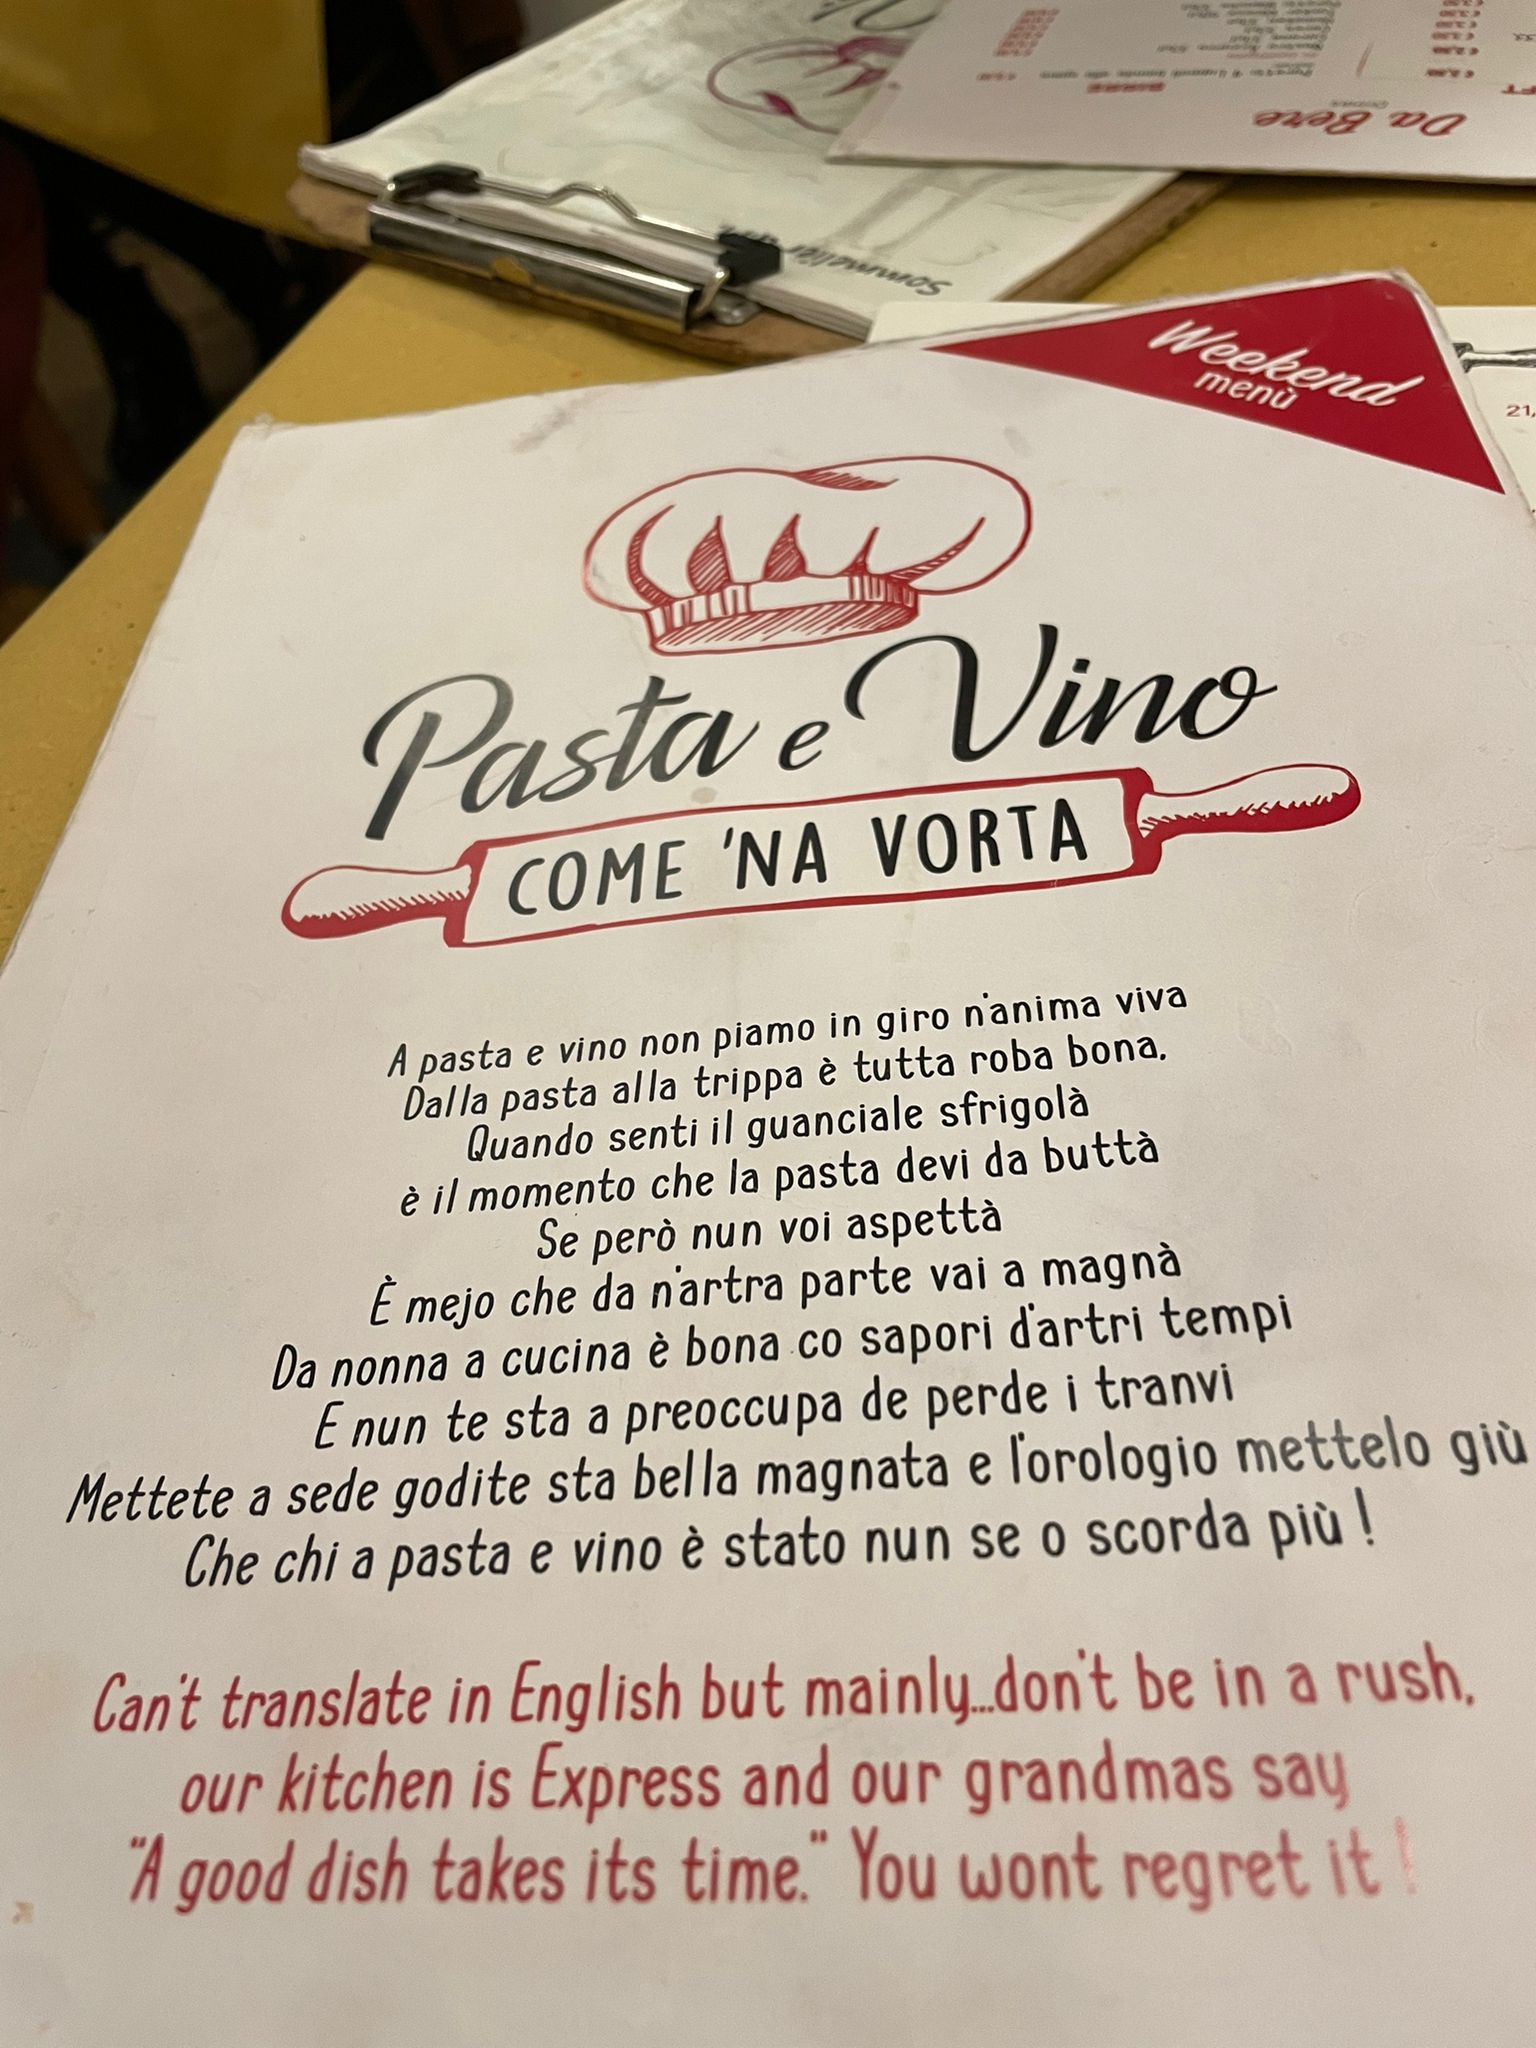 Da Bere
BIRRE
Sommelier
Weekend
menù
Pasta e Vino
COME 'NA VORTA
A pasta e vino non piamo in giro n'anima viva
Dalla pasta alla trippa è tutta roba bona.
Quando senti il guanciale sfrigolà
è il momento che la pasta devi da buttà
Se però nun voi aspettà
È mejo che da n'artra parte vai a magnà
Da nonna a cucina è bona co sapori d'artri tempi
E nun te sta a preoccupa de perde i tranvi
Mettete a sede godite sta bella magnata e l'orologio mettelo giù
Che chi a pasta e vino è stato nun se o scorda più !
Can't translate in English but mainly...don't be in a rush,
our kitchen is Express and our grandmas say
"A good dish takes its time." You wont regret it !